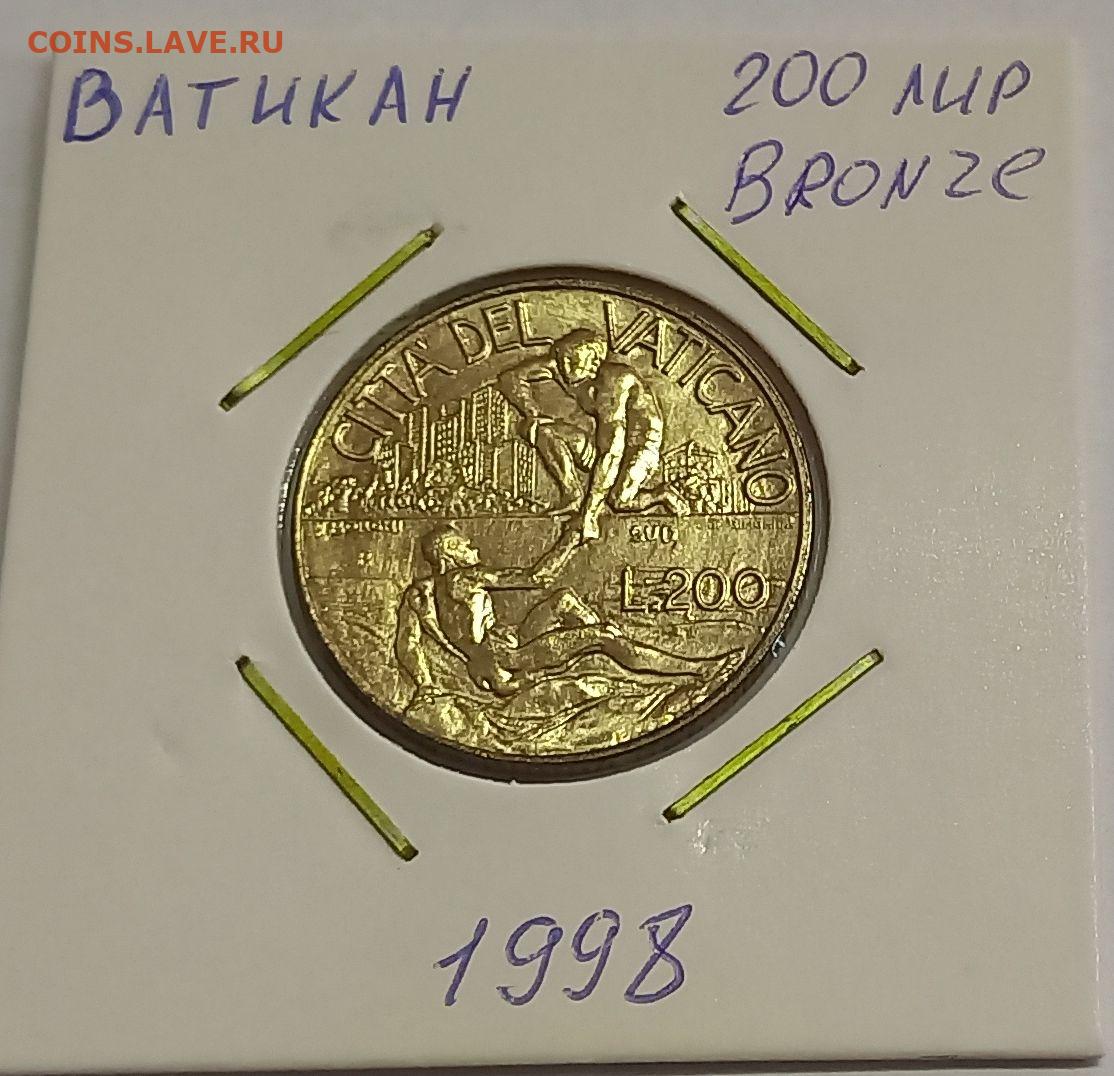 COINS.LAVE.RU
ВАТИКАН
200 ЛИР
BRONZE
CITTA' DEL VATICANO
L.200
1998